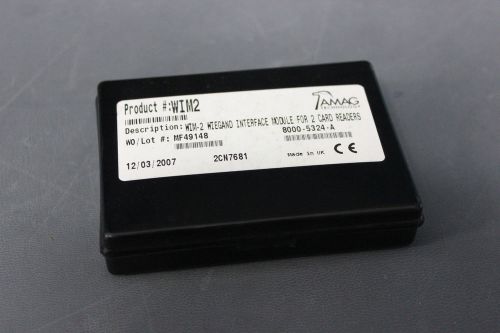 Product #:WIM2
AMAG
TECHNOLOGY
Description: WIM-2 WIEGAND INTERFACE MODULE FOR 2 CARD READERS
WO/Lot #: MF49148
8000-5324-A
12/03/2007
2CN7681
Made in UK CE